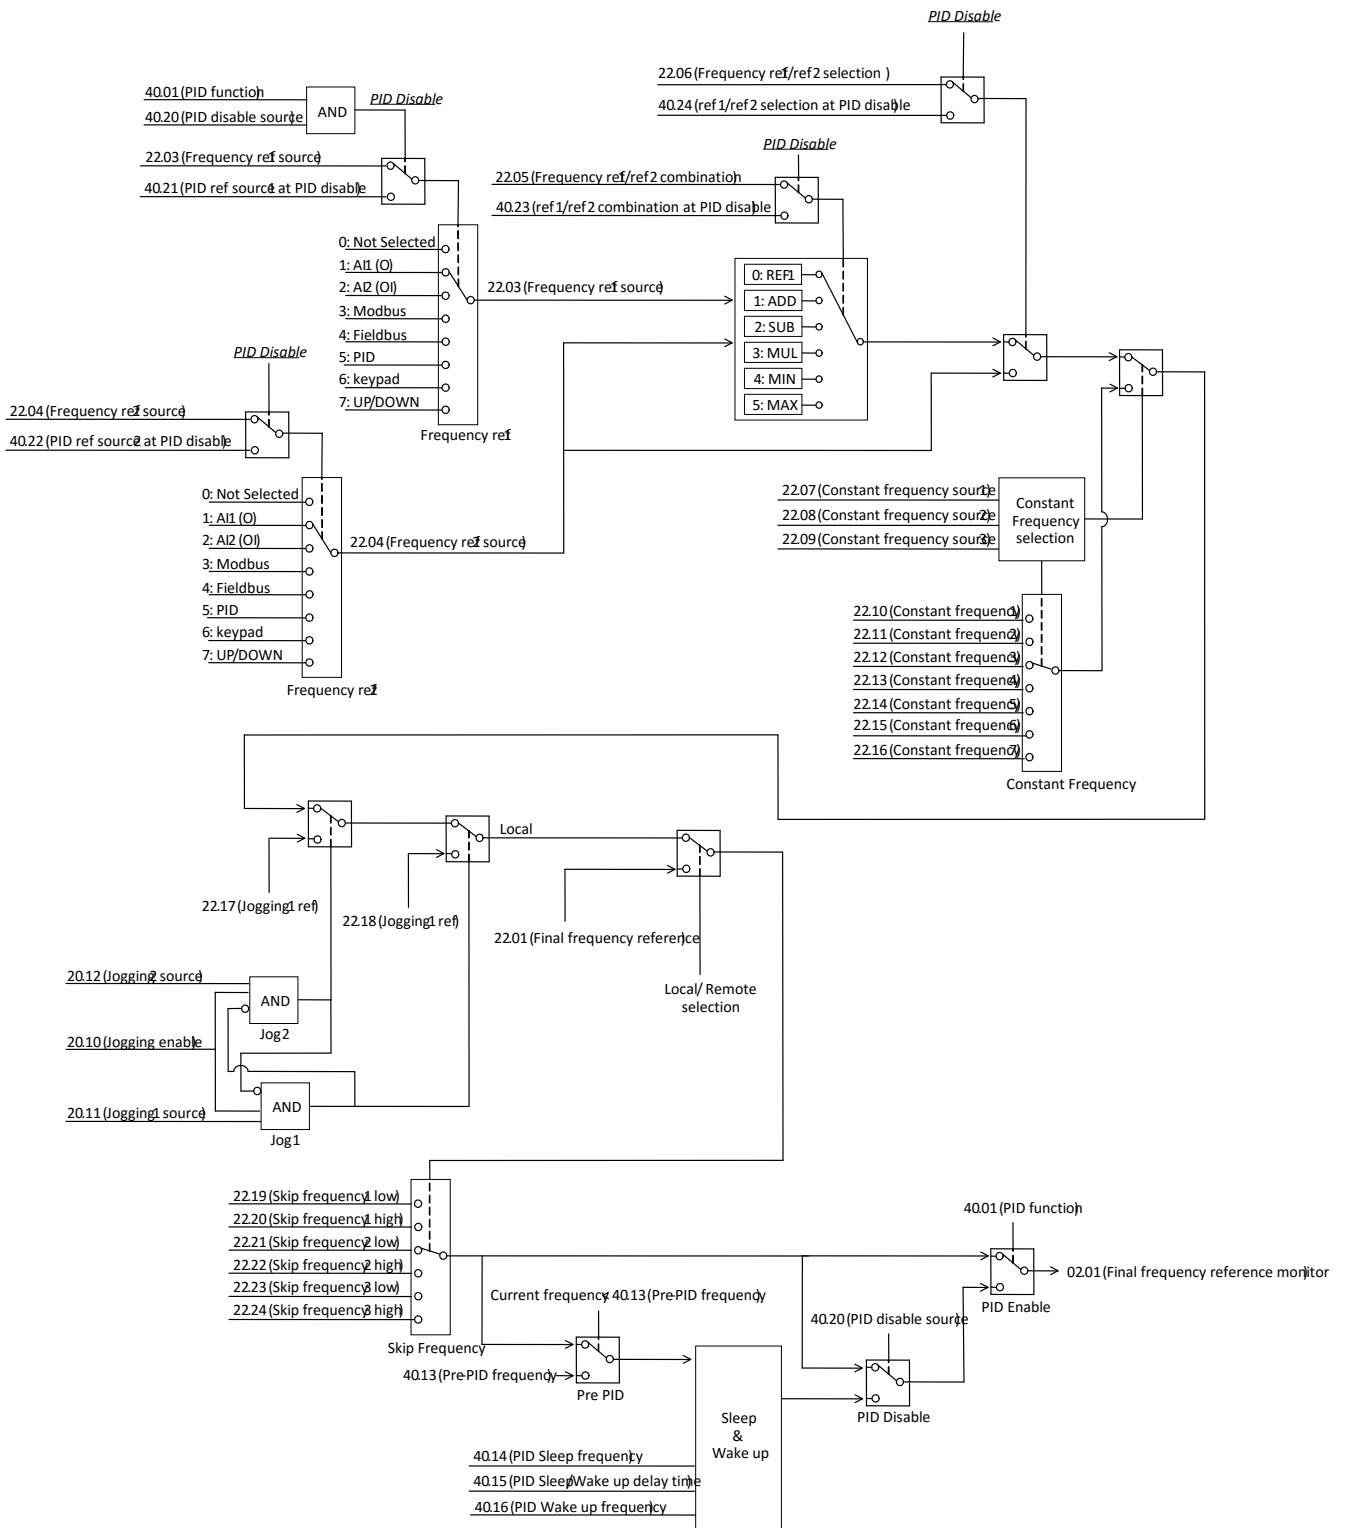 PID Disable
22.06 (Frequency ref1/ref2 selection )
40.24 (ref1/ref2 selection at PID disable)
40.01 (PID function)
40.20 (PID disable source)
AND
PID Disable
22.03 (Frequency ref1 source)
40.21 (PID ref source1 at PID disable)
PID Disable
22.05 (Frequency ref1/ref2 combination)
40.23 (ref1/ref2 combination at PID disable)
0: Not Selected
1: AI1 (O)
2: AI2 (OI)
3: Modbus
4: Fieldbus
5: PID
6: keypad
7: UP/DOWN
Frequency ref1
22.03 (Frequency ref1 source)
0: REF1
1: ADD
2: SUB
3: MUL
4: MIN
5: MAX
PID Disable
22.04 (Frequency ref2 source)
40.22 (PID ref source2 at PID disable)
0: Not Selected
1: AI1 (O)
2: AI2 (OI)
3: Modbus
4: Fieldbus
5: PID
6: keypad
7: UP/DOWN
Frequency ref2
22.04 (Frequency ref2 source)
22.07 (Constant frequency source1)
22.08 (Constant frequency source2)
22.09 (Constant frequency source3)
Constant
Frequency
selection
22.10 (Constant frequency1)
22.11 (Constant frequency2)
22.12 (Constant frequency3)
22.13 (Constant frequency4)
22.14 (Constant frequency5)
22.15 (Constant frequency6)
22.16 (Constant frequency7)
Constant Frequency
Local
22.17 (Jogging1 ref)
22.18 (Jogging1 ref)
22.01 (Final frequency reference)
Local/ Remote
selection
20.12 (Jogging2 source)
AND
Jog2
20.10 (Jogging enable)
AND
20.11 (Jogging1 source)
Jog1
22.19 (Skip frequency1 low)
22.20 (Skip frequency1 high)
22.21 (Skip frequency2 low)
22.22 (Skip frequency2 high)
22.23 (Skip frequency3 low)
22.24 (Skip frequency3 high)
Skip Frequency
40.01 (PID function)
02.01 (Final frequency reference monitor)
PID Enable
Current frequency< 40.13 (Pre-PID frequency)
40.13 (Pre-PID frequency)
Pre PID
40.20 (PID disable source)
PID Disable
Sleep
&
Wake up
40.14 (PID Sleep frequency)
40.15 (PID Sleep/Wake up delay time)
40.16 (PID Wake up frequency)